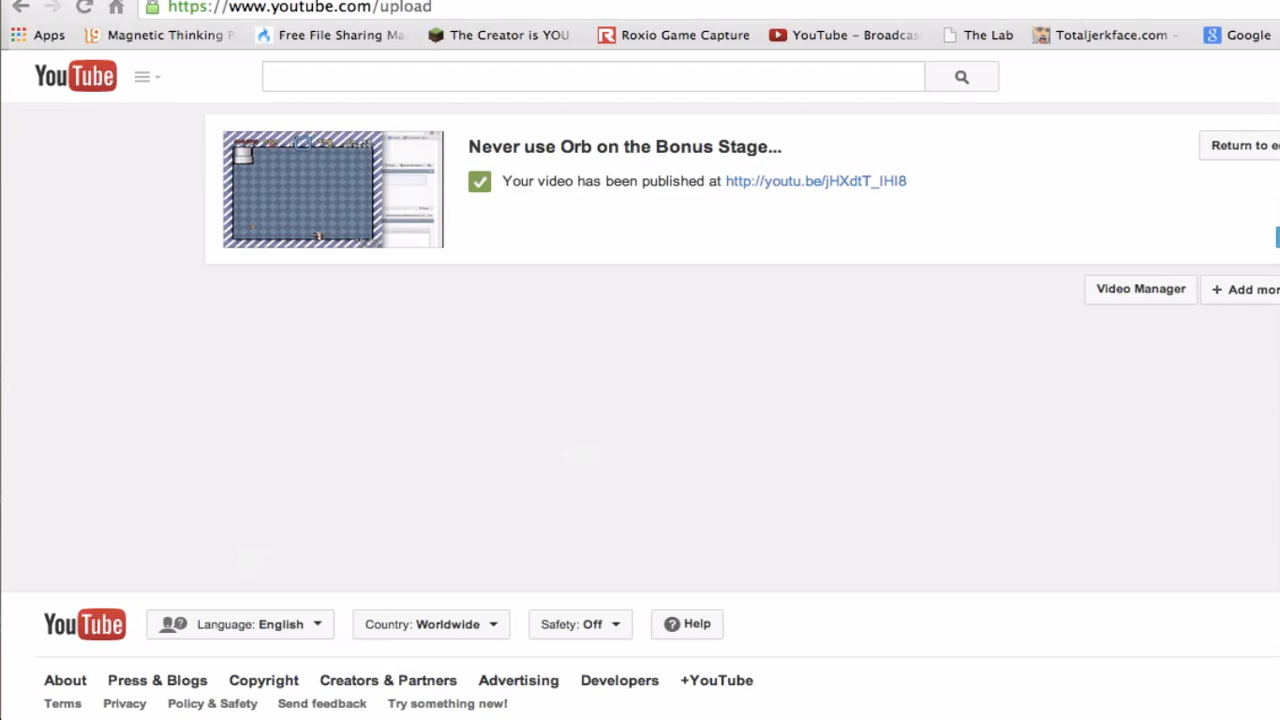 https://www.youtube.com/upload
Apps Magnetic Thinking P Free File Sharing Ma The Creator is YOU Roxio Game Capture YouTube - Broadcas The Lab Totaljerkface.com - Google
YouTube
Never use Orb on the Bonus Stage...
Return to e
Your video has been published at http://youtu.be/jHXdtT_IHI8
Video Manager + Add mor
YouTube Language: English Country: Worldwide Safety: Off Help
About Press & Blogs Copyright Creators & Partners Advertising Developers +YouTube
Terms Privacy Policy & Safety Send feedback Try something new!